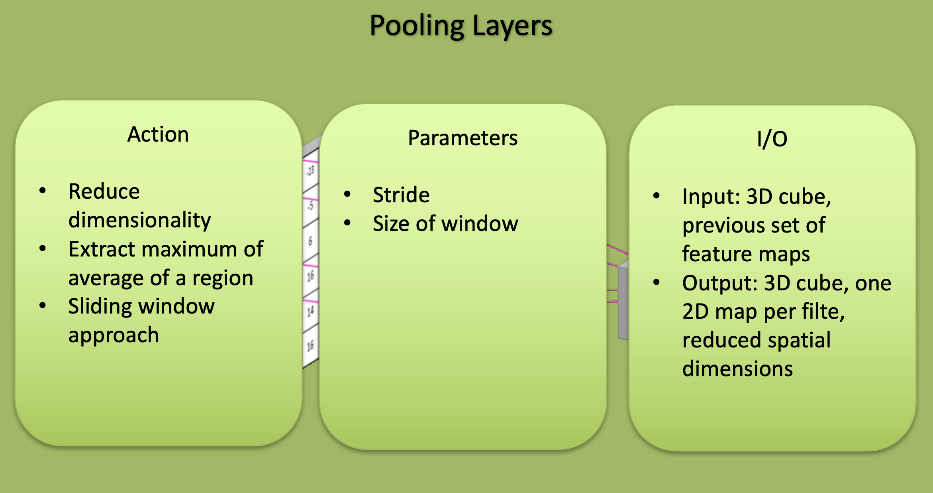 Pooling Layers
Action
• Reduce
dimensionality
• Extract maximum of
average of a region
• Sliding window
approach
-23
-5
6
16
14
16
Parameters
• Stride
• Size of window
I/O
• Input: 3D cube,
previous set of
feature maps
• Output: 3D cube, one
2D map per filte,
reduced spatial
dimensions